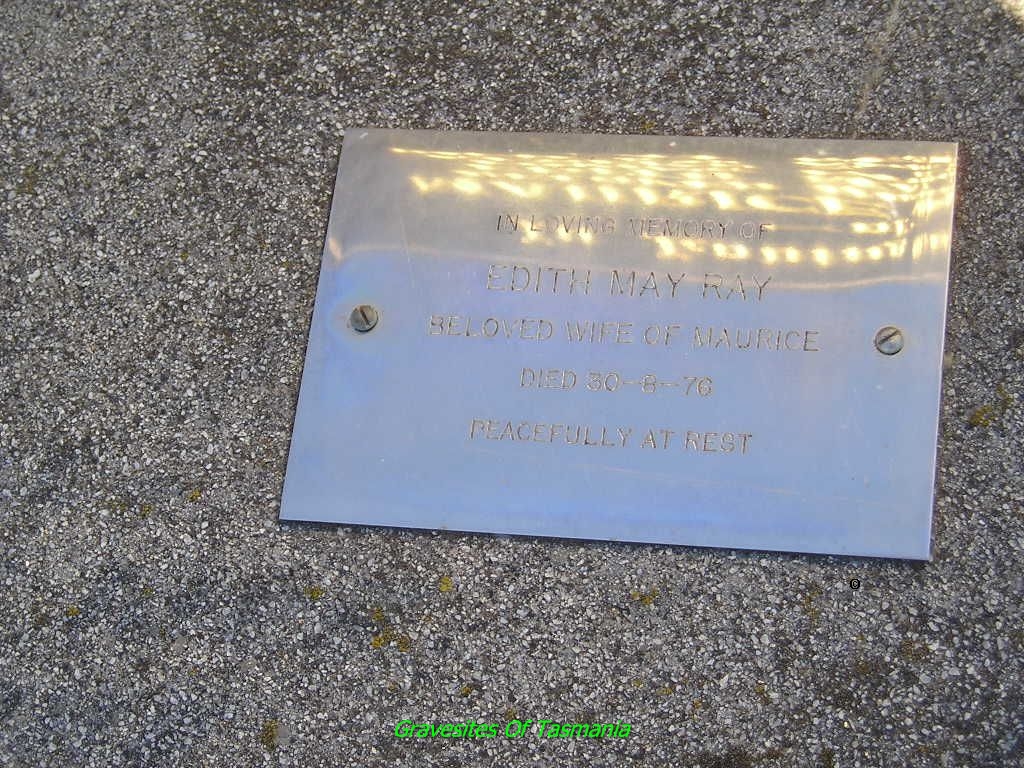 IN LOVING MEMORY OF
EDITH MAY RAY
BELOVED WIFE OF MAURICE
DIED 30-8-76
PEACEFULLY AT REST
Gravesites Of Tasmania